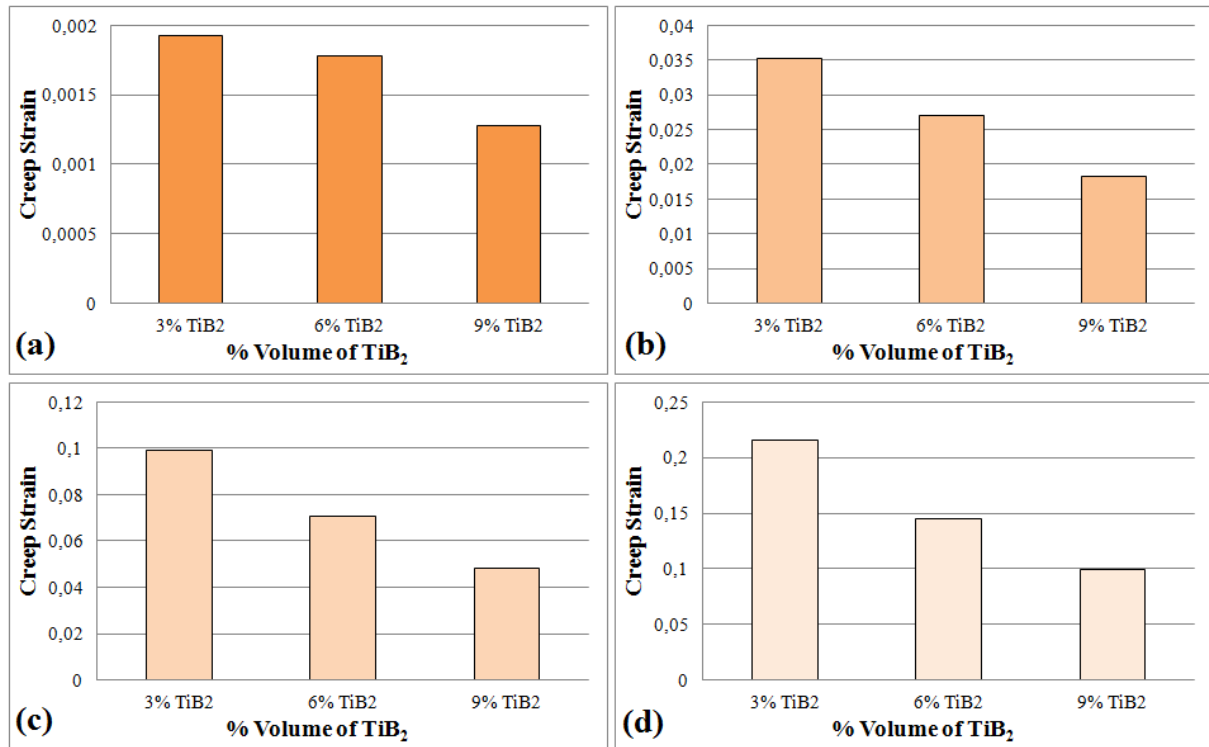 0,002
0,0015
0,001
0,0005
0
Creep Strain
3% TiB2 6% TiB2 9% TiB2
% Volume of TiB₂
(a)
0,04
0,035
0,03
0,025
0,02
0,015
0,01
0,005
0
Creep Strain
3% TiB2 6% TiB2 9% TiB2
% Volume of TiB₂
(b)
0,12
0,1
0,08
0,06
0,04
0,02
0
Creep Strain
3% TiB2 6% TiB2 9% TiB2
% Volume of TiB₂
(c)
0,25
0,2
0,15
0,1
0,05
0
Creep Strain
3% TiB2 6% TiB2 9% TiB2
% Volume of TiB₂
(d)